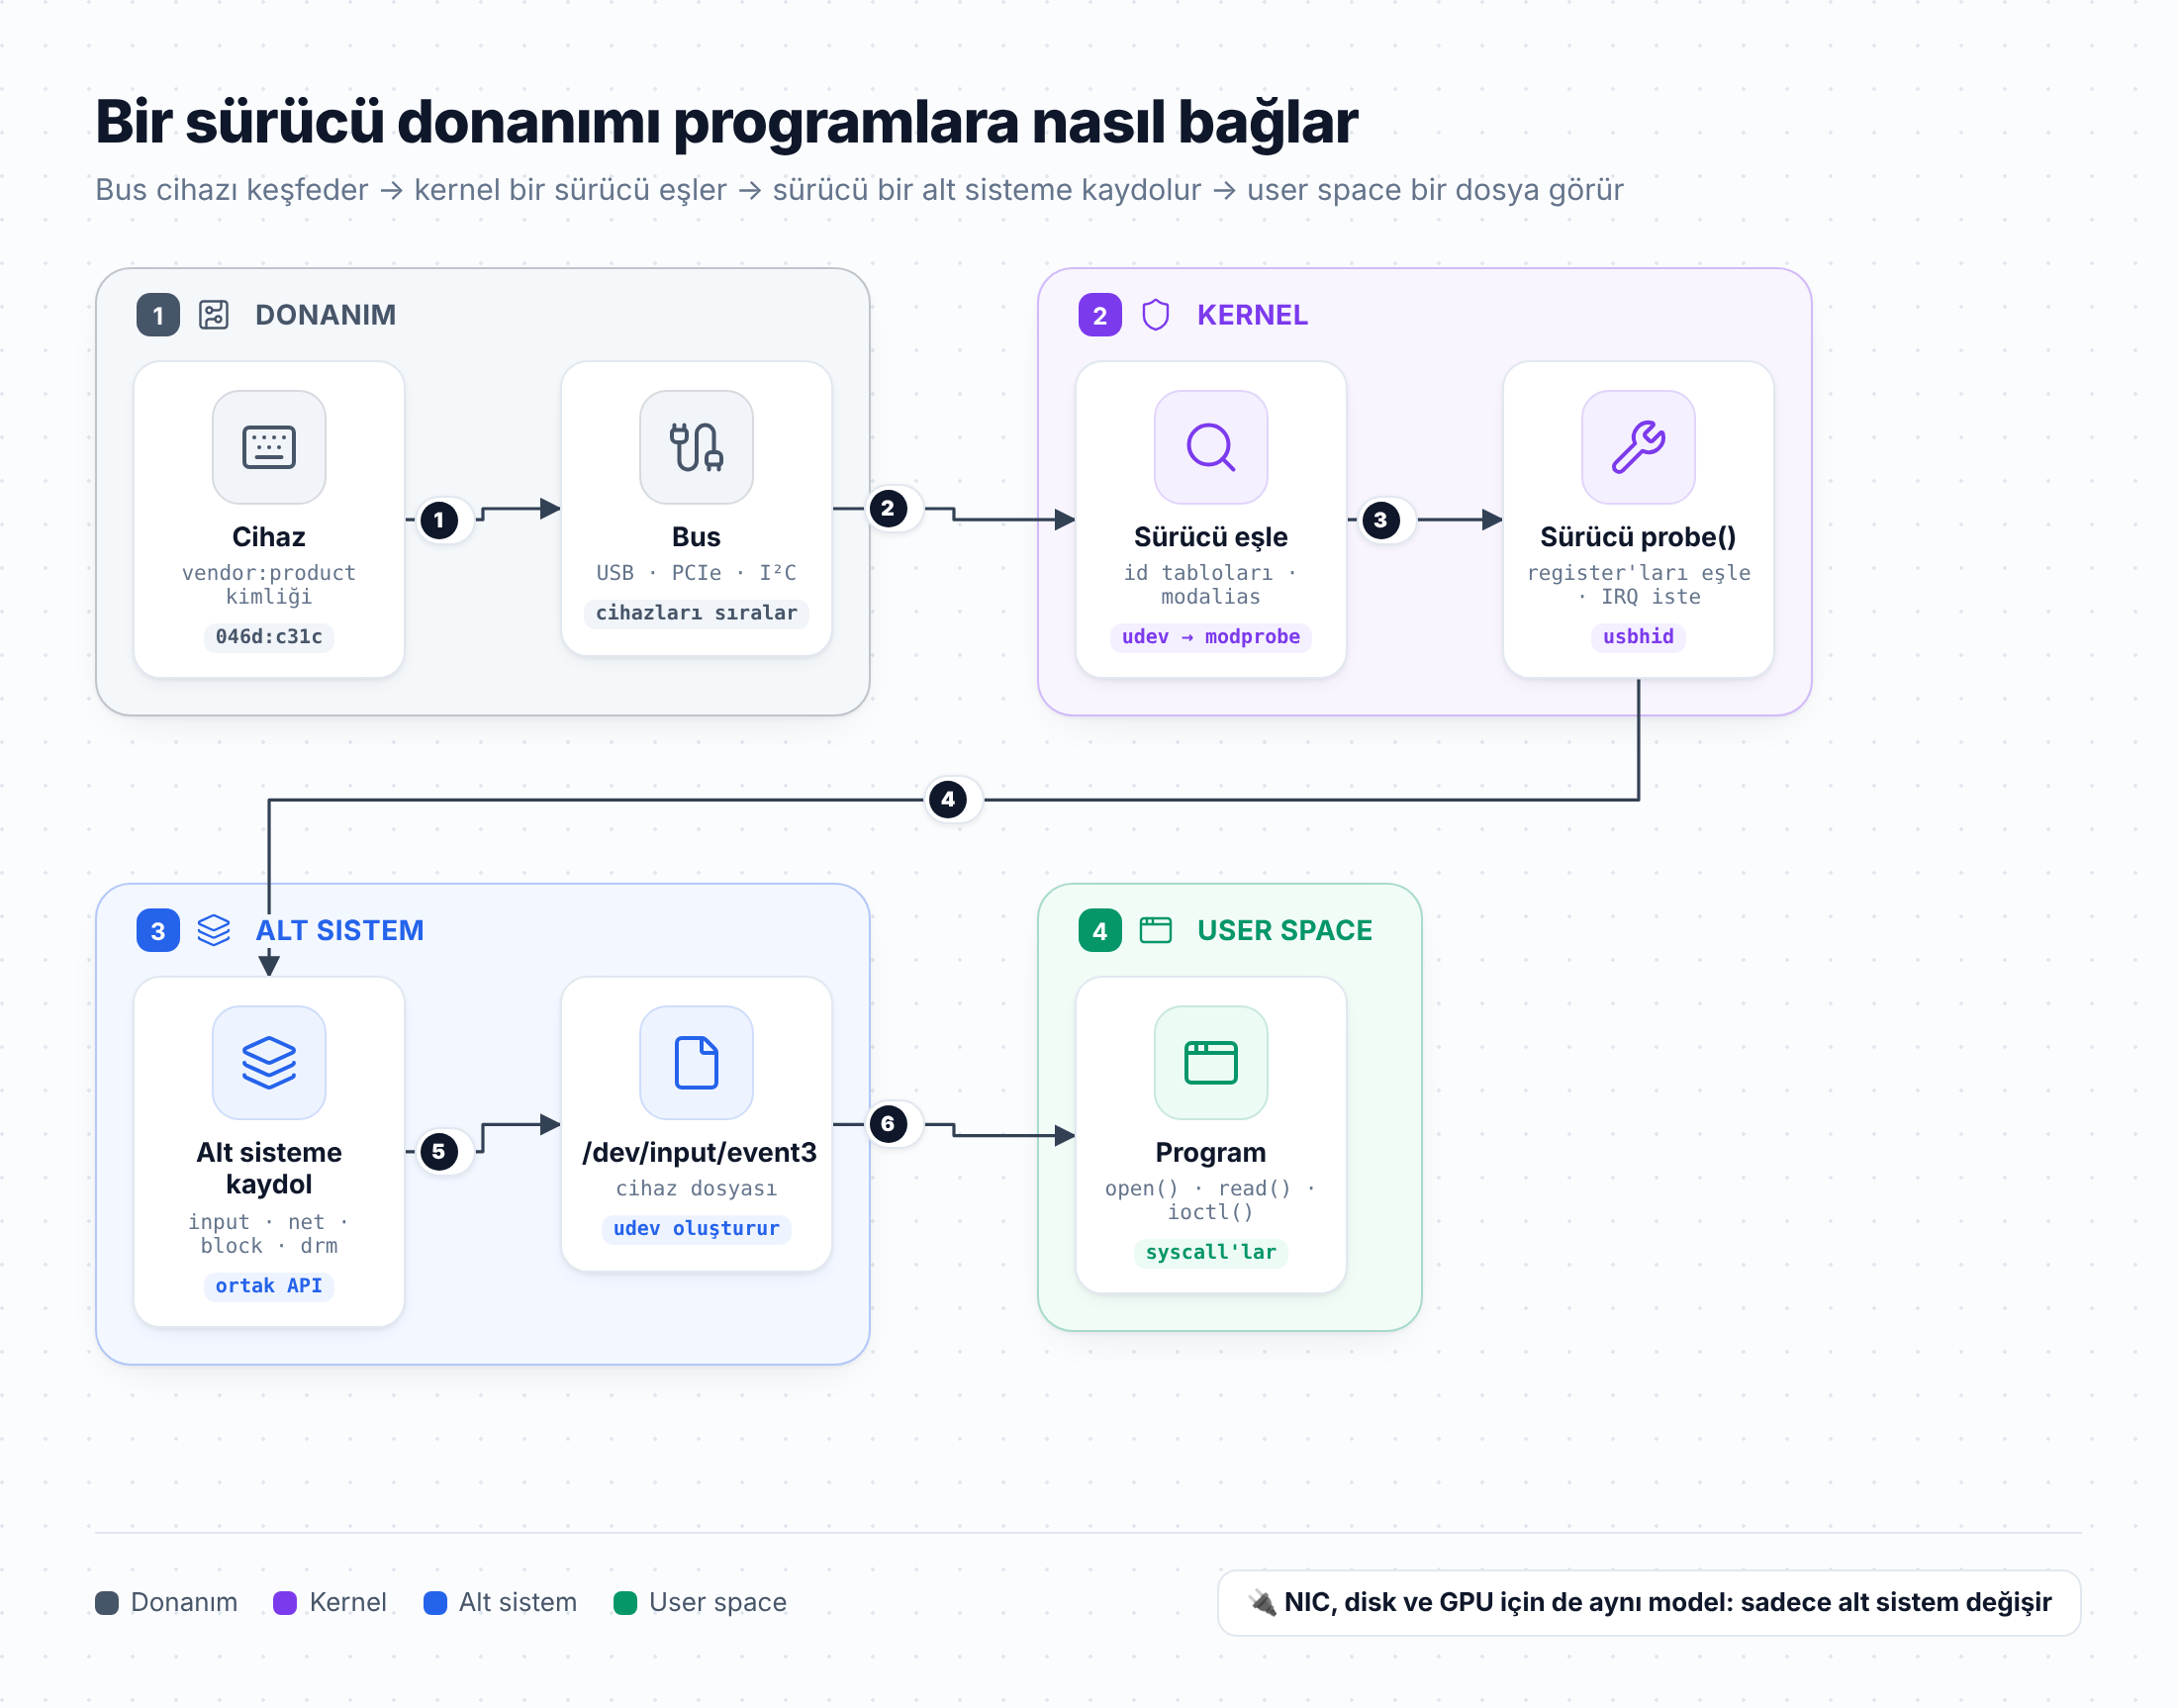 Bir sürücü donanımı programlara nasıl bağlar
Bus cihazı keşfeder → kernel bir sürücü eşler → sürücü bir alt sisteme kaydolur → user space bir dosya görür
1 DONANIM
Cihaz
vendor:product
kimliği
046d:c31c
1
Bus
USB · PCIe · I²C
cihazları sıralar
2
2 KERNEL
Sürücü eşle
id tabloları ·
modalias
udev → modprobe
3
Sürücü probe()
register'ları eşle
· IRQ iste
usbhid
4
3 ALT SISTEM
Alt sisteme
kaydol
input · net ·
block · drm
ortak API
5
/dev/input/event3
cihaz dosyası
udev oluşturur
6
4 USER SPACE
Program
open() · read() ·
ioctl()
syscall'lar
Donanım
Kernel
Alt sistem
User space
🔌 NIC, disk ve GPU için de aynı model: sadece alt sistem değişir